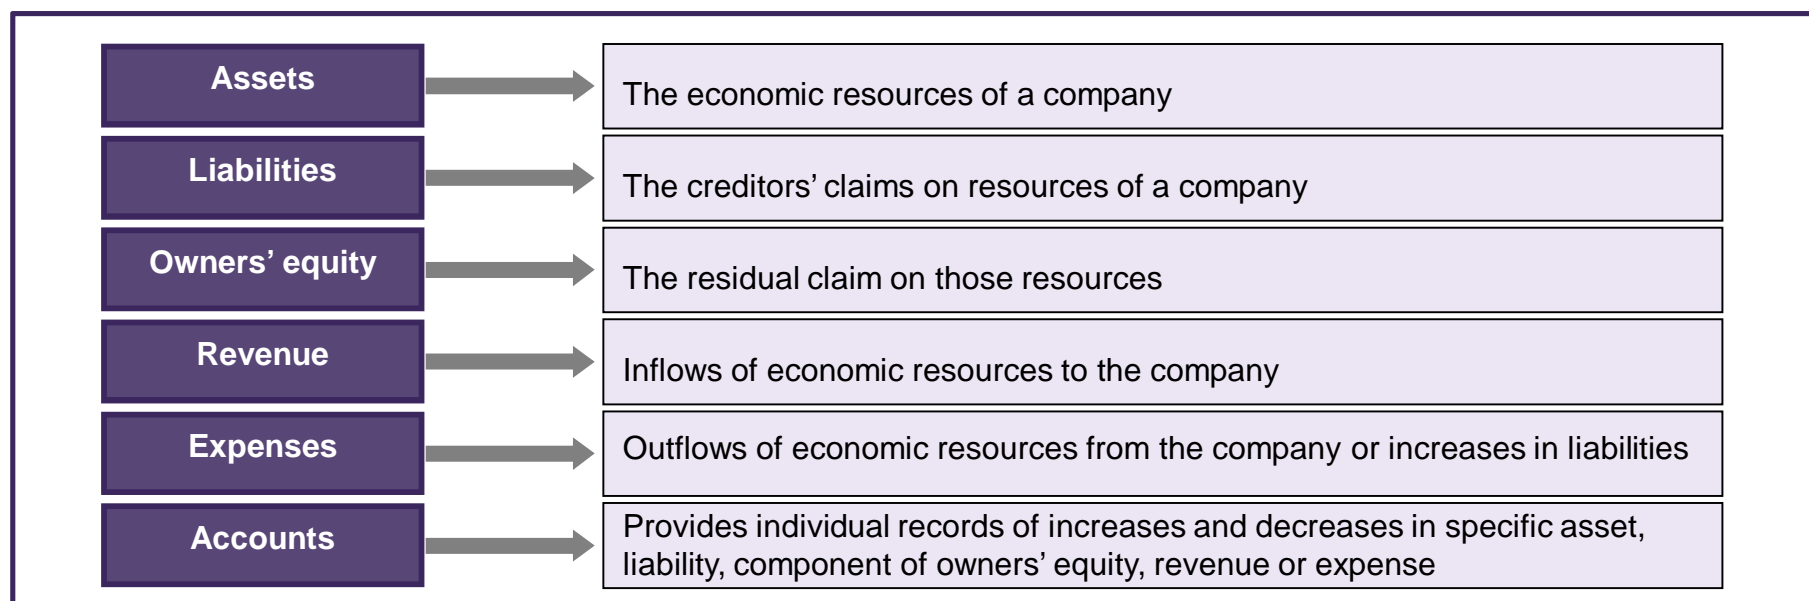 Assets
The economic resources of a company
Liabilities
The creditors’ claims on resources of a company
Owners’ equity
The residual claim on those resources
Revenue
Inflows of economic resources to the company
Expenses
Outflows of economic resources from the company or increases in liabilities
Accounts
Provides individual records of increases and decreases in specific asset,
liability, component of owners’ equity, revenue or expense